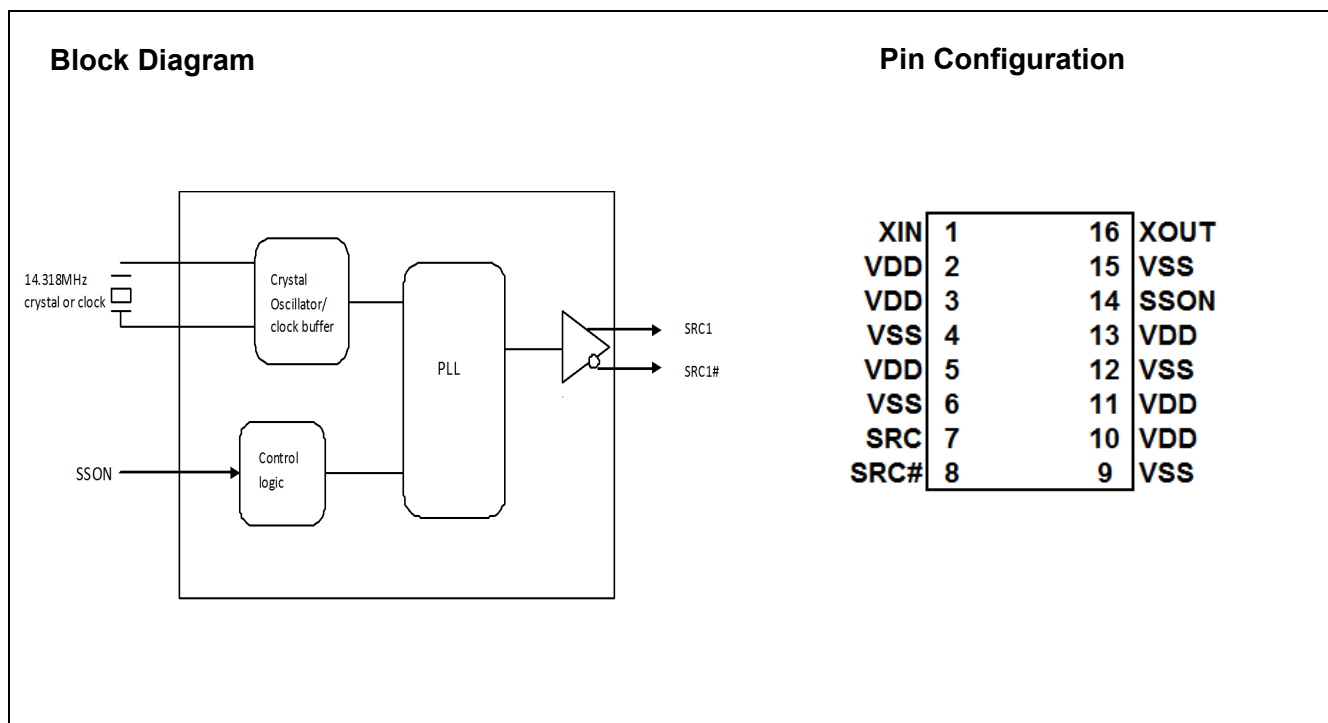 Block Diagram
14.318MHz
crystal or clock
Crystal
Oscillator/
clock buffer
PLL
SRC1
SRC1#
SSON
Control
logic
Pin Configuration
XIN 1 16 XOUT
VDD 2 15 VSS
VDD 3 14 SSON
VSS 4 13 VDD
VDD 5 12 VSS
VSS 6 11 VDD
SRC 7 10 VDD
SRC# 8 9 VSS